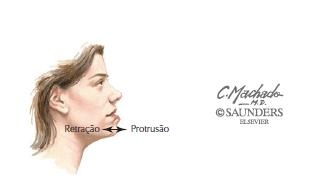 C. Machado
M.D.
© SAUNDERS
ELSEVIER
Retração
Protrusão